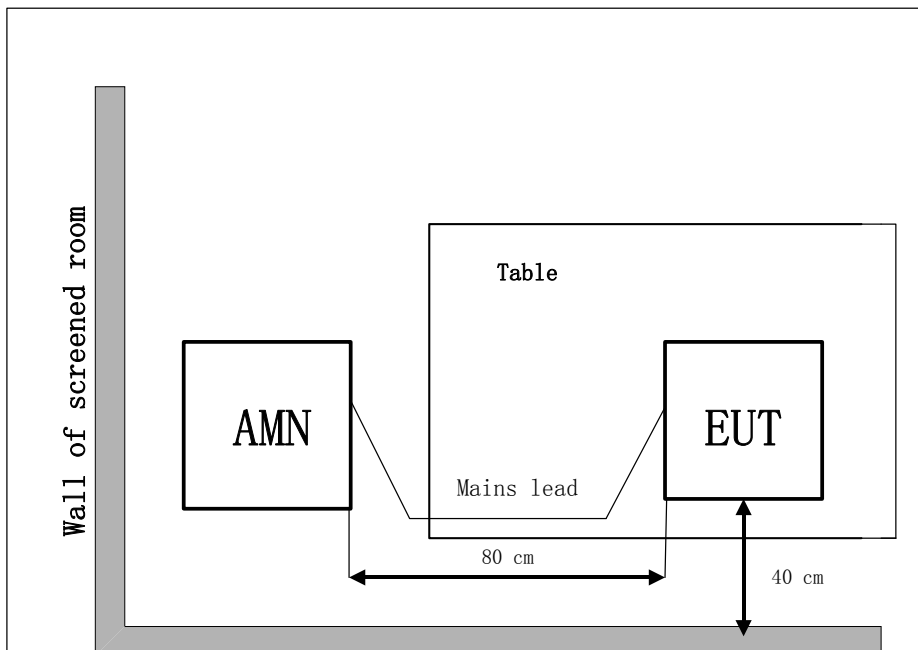 Wall of screened room
Table
AMN
EUT
Mains lead
80 cm
40 cm